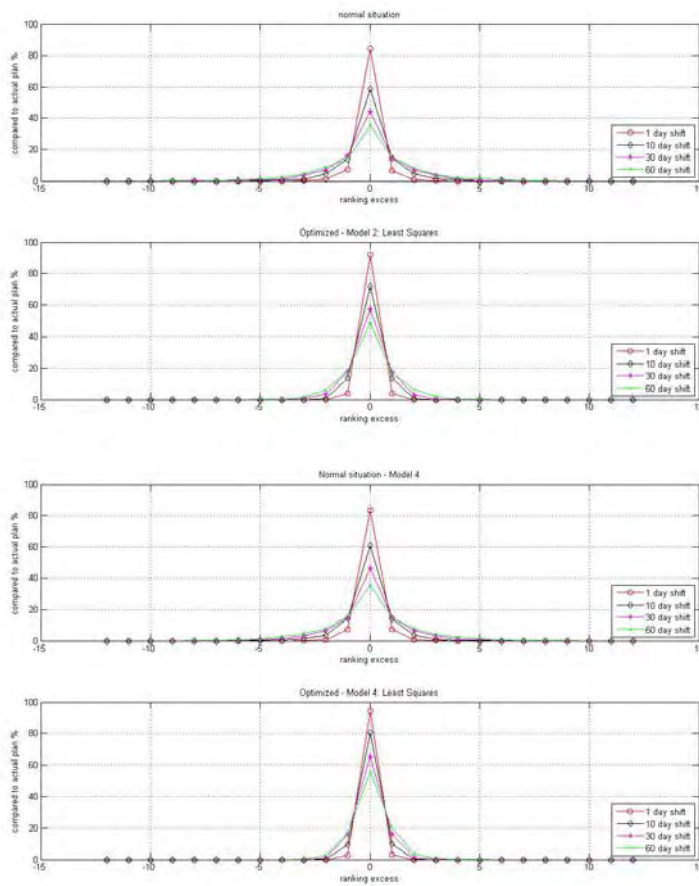 normal situation
100
80
60
40
20
0
compared to actual plan %
-15 -10 -5 0 5 10 1
ranking excess
1 day shift
10 day shift
30 day shift
60 day shift
Optimized - Model 2: Least Squares
100
80
60
40
20
0
compared to actual plan %
-15 -10 -5 0 5 10 1
ranking excess
1 day shift
10 day shift
30 day shift
60 day shift
Normal situation - Model 4
100
80
60
40
20
0
compared to actual plan %
-15 -10 -5 0 5 10 1
ranking excess
1 day shift
10 day shift
30 day shift
60 day shift
Optimized - Model 4: Least Squares
100
80
60
40
20
0
compared to actual plan %
-15 -10 -5 0 5 10 1
ranking excess
1 day shift
10 day shift
30 day shift
60 day shift